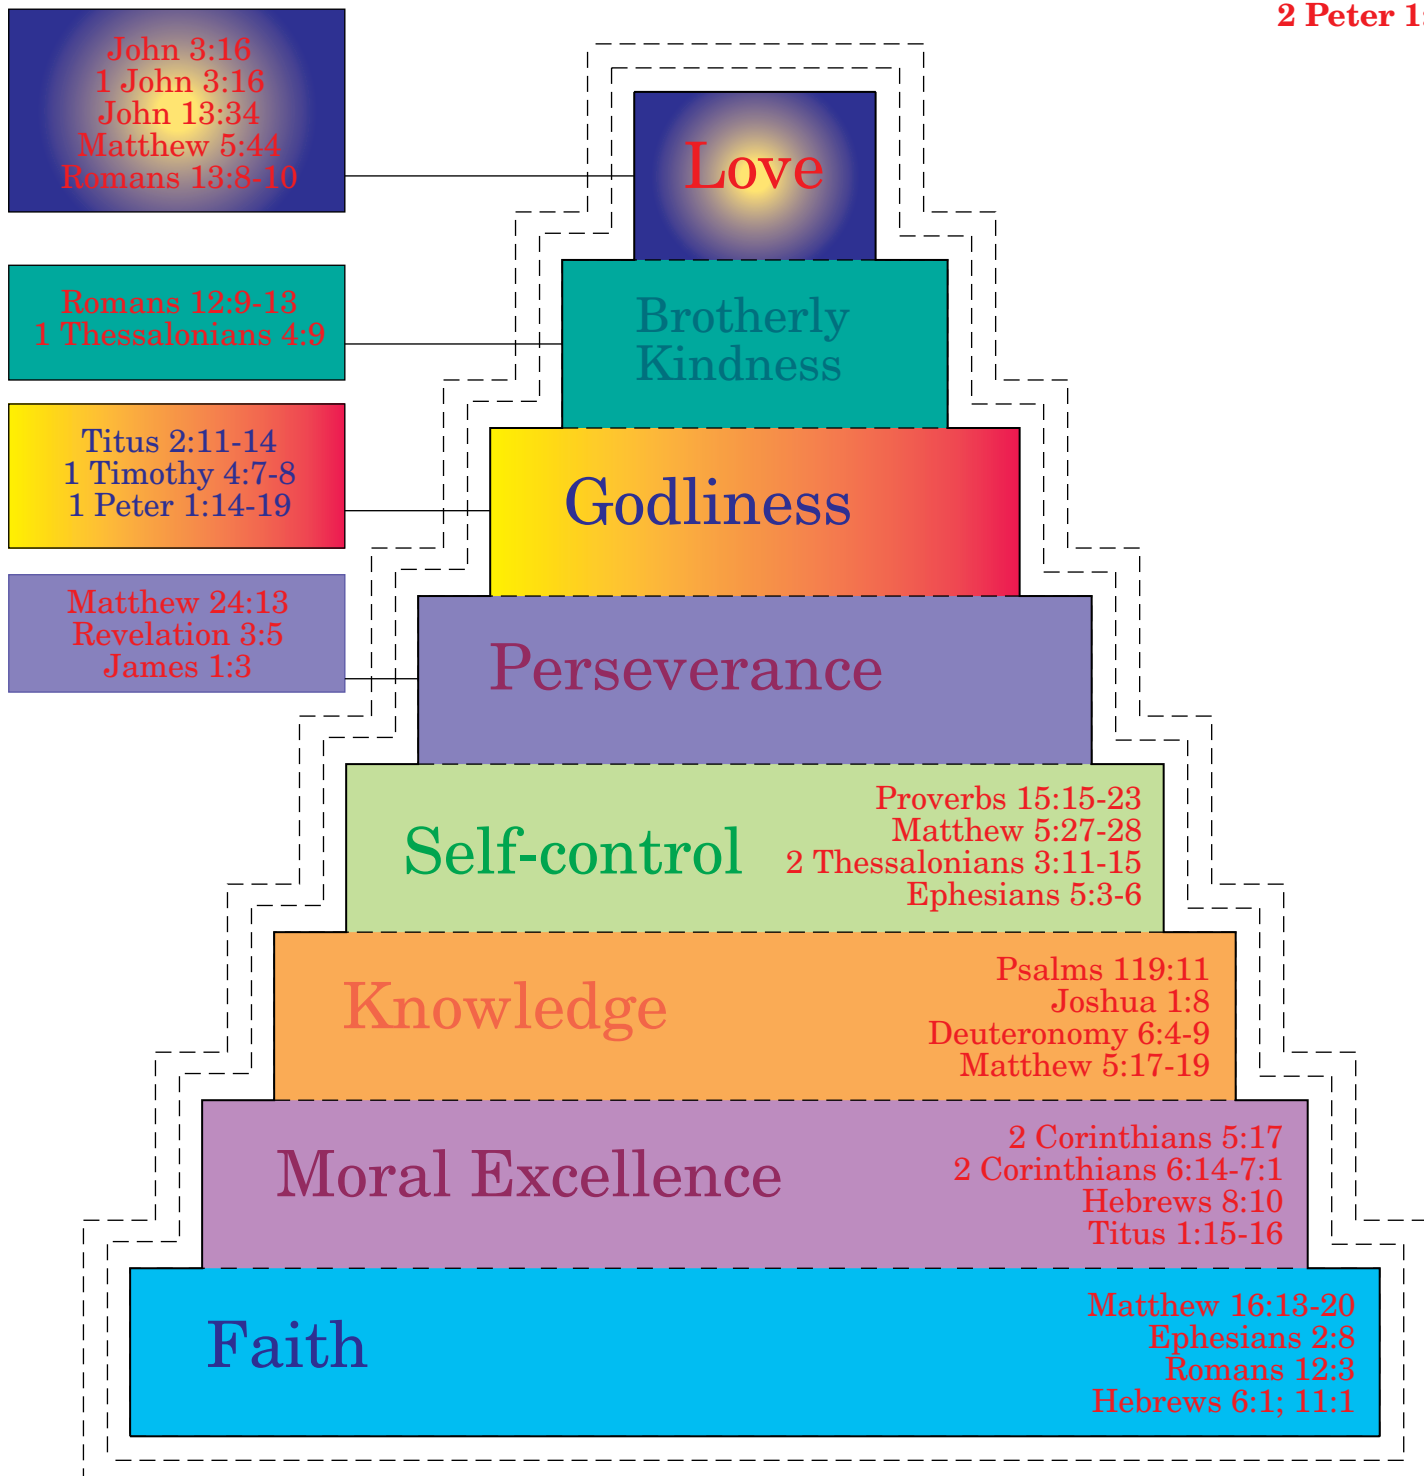 2 Peter 1:
John 3:16
1 John 3:16
John 13:34
Matthew 5:44
Romans 13:8-10
Love
Romans 12:9-13
1 Thessalonians 4:9
Brotherly
Kindness
Titus 2:11-14
1 Timothy 4:7-8
1 Peter 1:14-19
Godliness
Matthew 24:13
Revelation 3:5
James 1:3
Perseverance
Self-control
Proverbs 15:15-23
Matthew 5:27-28
2 Thessalonians 3:11-15
Ephesians 5:3-6
Knowledge
Psalms 119:11
Joshua 1:8
Deuteronomy 6:4-9
Matthew 5:17-19
Moral Excellence
2 Corinthians 5:17
2 Corinthians 6:14-7:1
Hebrews 8:10
Titus 1:15-16
Faith
Matthew 16:13-20
Ephesians 2:8
Romans 12:3
Hebrews 6:1; 11:1